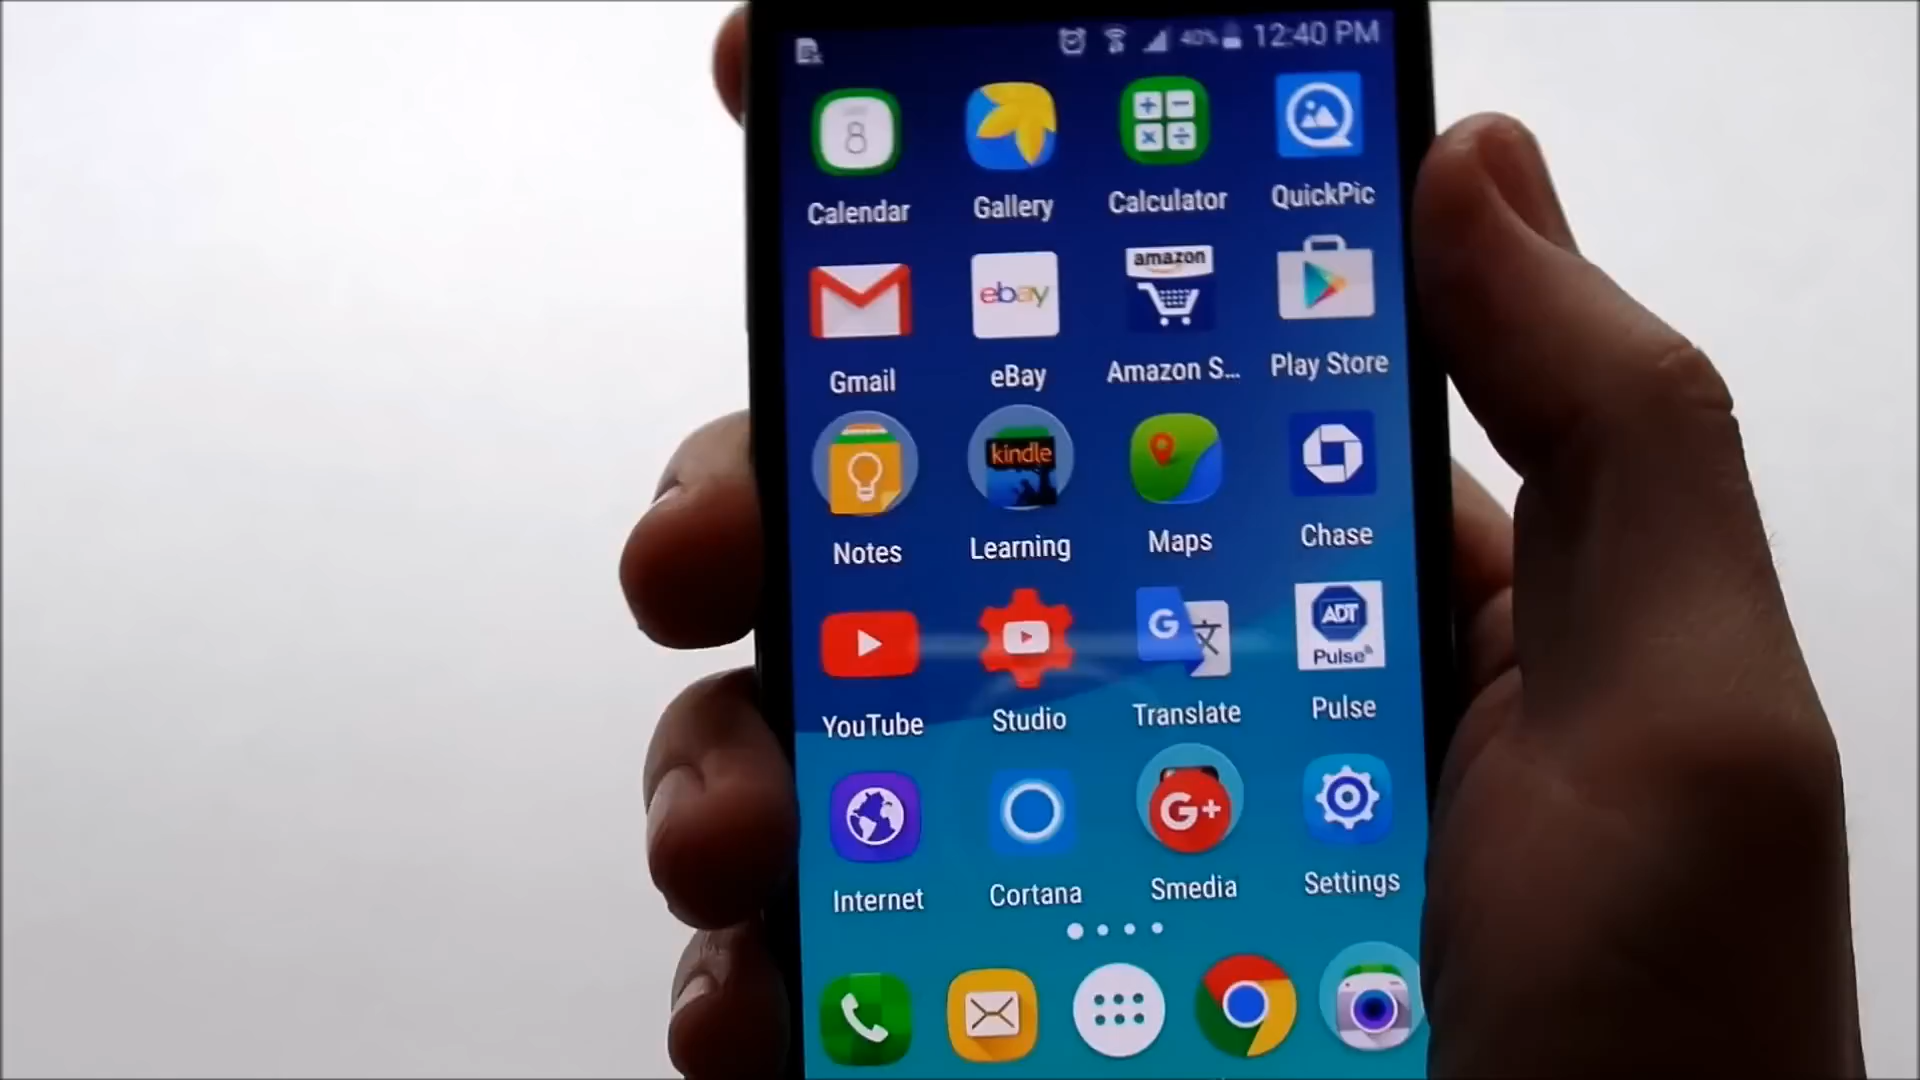 40% 12:40 PM
8
Calendar Gallery Calculator QuickPic
ebay amazon
Gmail eBay Amazon S... Play Store
kindle
Notes Learning Maps Chase
G ADT
Pulse
YouTube Studio Translate Pulse
G+
Internet Cortana Smedia Settings